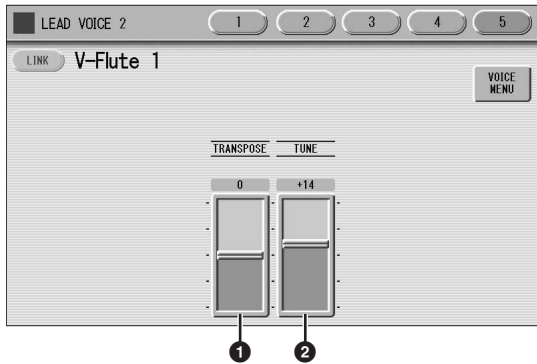 LEAD VOICE 2 1 2 3 4 5
LINK V-Flute 1
VOICE
MENU
TRANSPOSE TUNE
0 +14
1 2